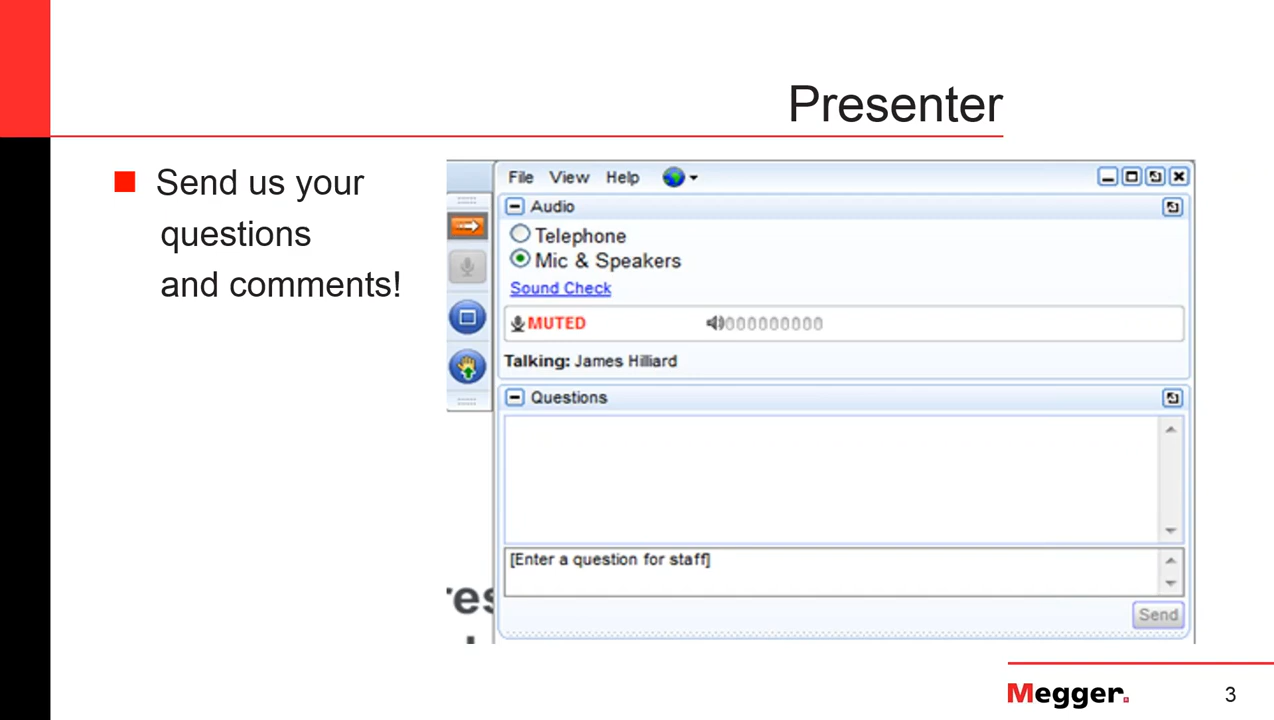 Presenter
Send us your
questions
and comments!
File View Help
Audio
Telephone
Mic & Speakers
Sound Check
MUTED
Talking: James Hilliard
Questions
[Enter a question for staff]
Send
Megger.
3